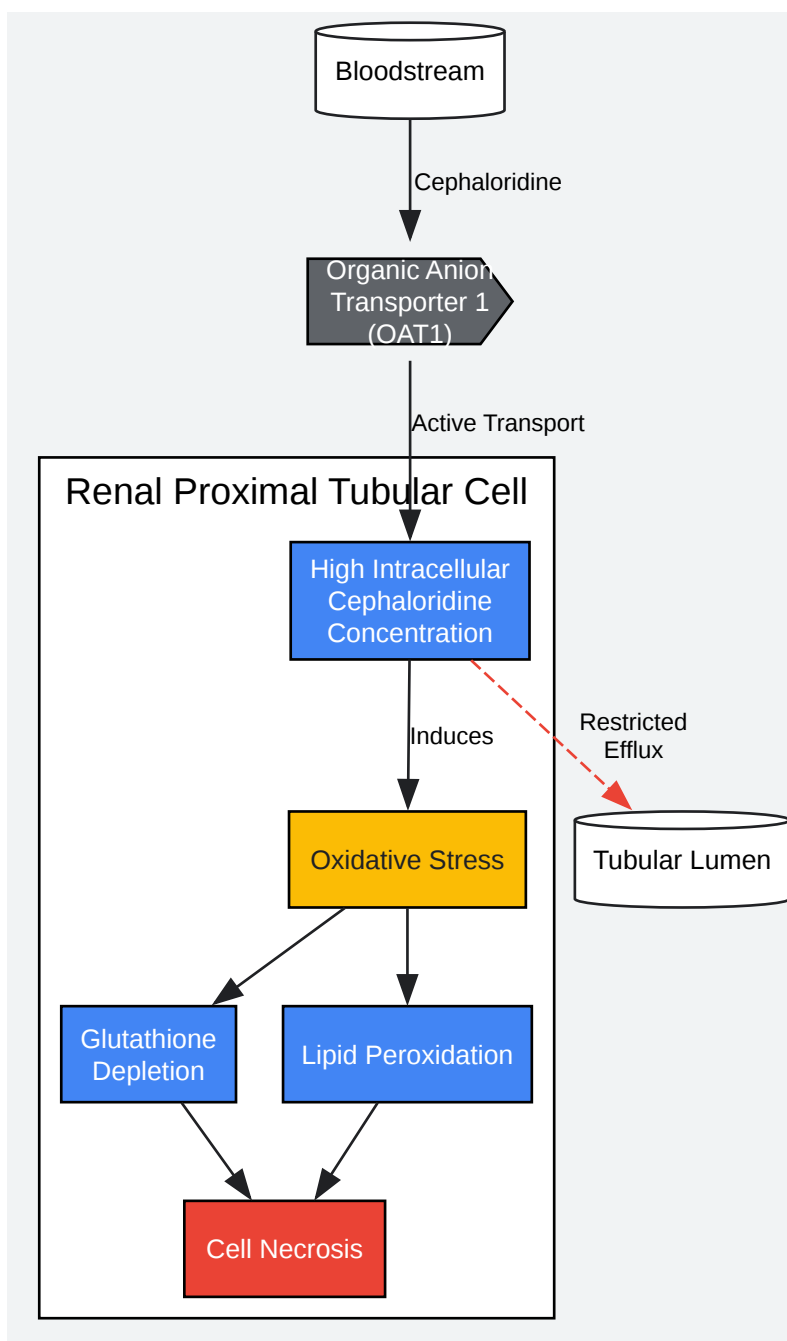 Bloodstream
Cephaloridine
Organic Anion
Transporter 1
(OAT1)
Active Transport
Renal Proximal Tubular Cell
High Intracellular
Cephaloridine
Concentration
Restricted
Efflux
Induces
Oxidative Stress
Tubular Lumen
Glutathione
Depletion
Lipid Peroxidation
Cell Necrosis